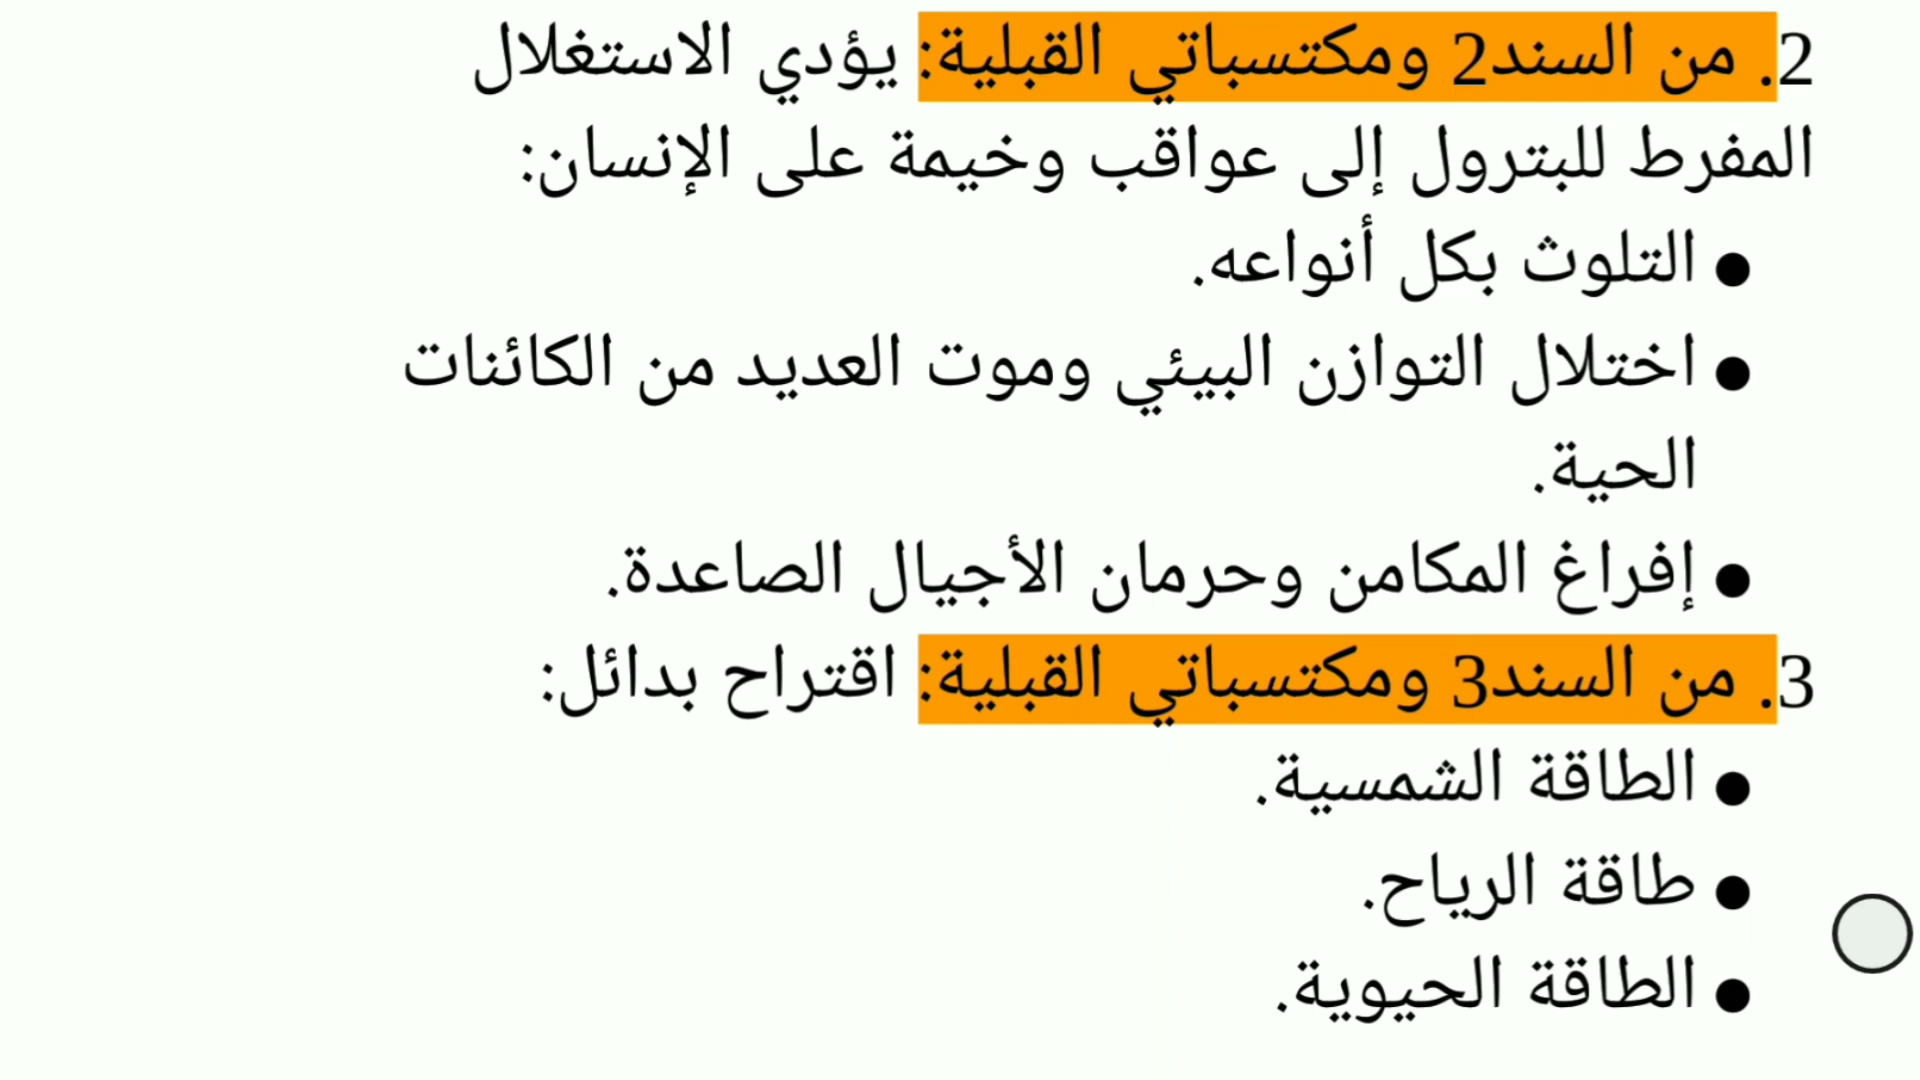 2. من السند2 ومكتسباتي القبلية: يؤدي الاستغلال
المفرط للبترول إلى عواقب وخيمة على الإنسان:
● التلوث بكل أنواعه.
● اختلال التوازن البيئي وموت العديد من الكائنات
الحية.
● إفراغ المكامن وحرمان الأجيال الصاعدة.
3. من السند3 ومكتسباتي القبلية: اقتراح بدائل:
● الطاقة الشمسية.
● طاقة الرياح.
● الطاقة الحيوية.